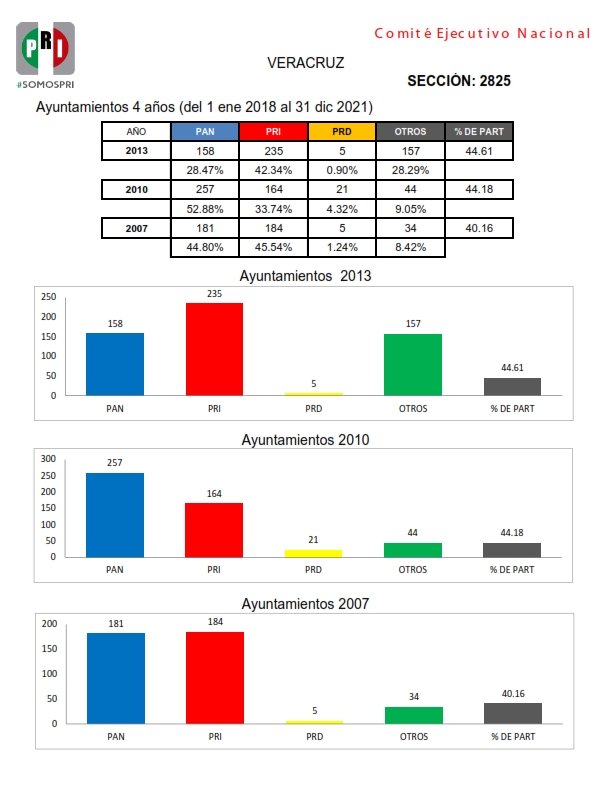 PRI
#SOMOSPRI
Comité Ejecutivo Nacional
VERACRUZ
SECCIÓN: 2825
Ayuntamientos 4 años (del 1 ene 2018 al 31 dic 2021)
AÑO PAN PRI PRD OTROS % DE PART
2013 158 235 5 157 44.61
28.47% 42.34% 0.90% 28.29%
2010 257 164 21 44 44.18
52.88% 33.74% 4.32% 9.05%
2007 181 184 5 34 40.16
44.80% 45.54% 1.24% 8.42%
Ayuntamientos 2013
250
200
150
100
50
0
158 235 5 157 44.61
PAN PRI PRD OTROS % DE PART
Ayuntamientos 2010
300
250
200
150
100
50
0
257 164 21 44 44.18
PAN PRI PRD OTROS % DE PART
Ayuntamientos 2007
200
150
100
50
0
181 184 5 34 40.16
PAN PRI PRD OTROS % DE PART